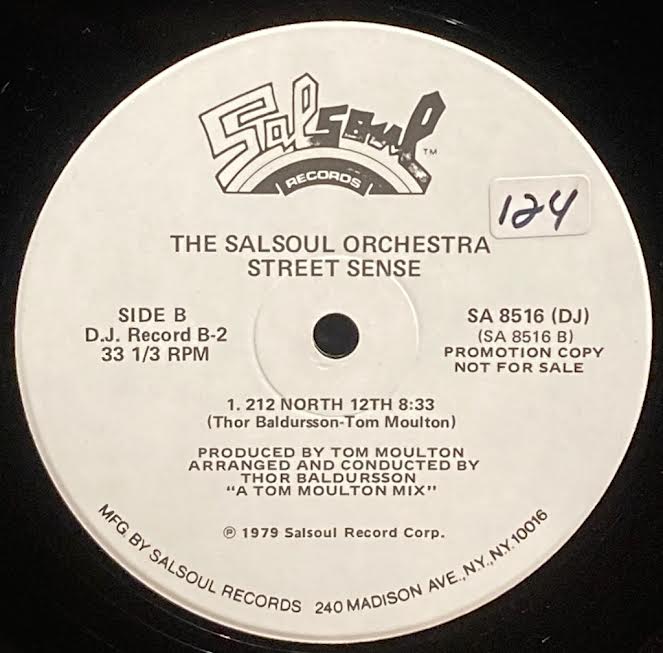 Salsoul
RECORDS
TM
124
THE SALSOUL ORCHESTRA
STREET SENSE
SIDE B
D.J. Record B-2
33 1/3 RPM
SA 8516 (DJ)
(SA 8516 B)
PROMOTION COPY
NOT FOR SALE
1. 212 NORTH 12TH 8:33
(Thor Baldursson-Tom Moulton)
PRODUCED BY TOM MOULTON
ARRANGED AND CONDUCTED BY
THOR BALDURSSON
“A TOM MOULTON MIX”
℗ 1979 Salsoul Record Corp.
MFG. BY SALSOUL RECORDS 240 MADISON AVE., N.Y., N.Y. 10016